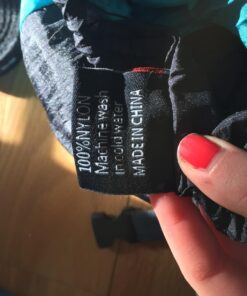 100%NYLON
Machine wash
in cold water
MADE IN CHINA